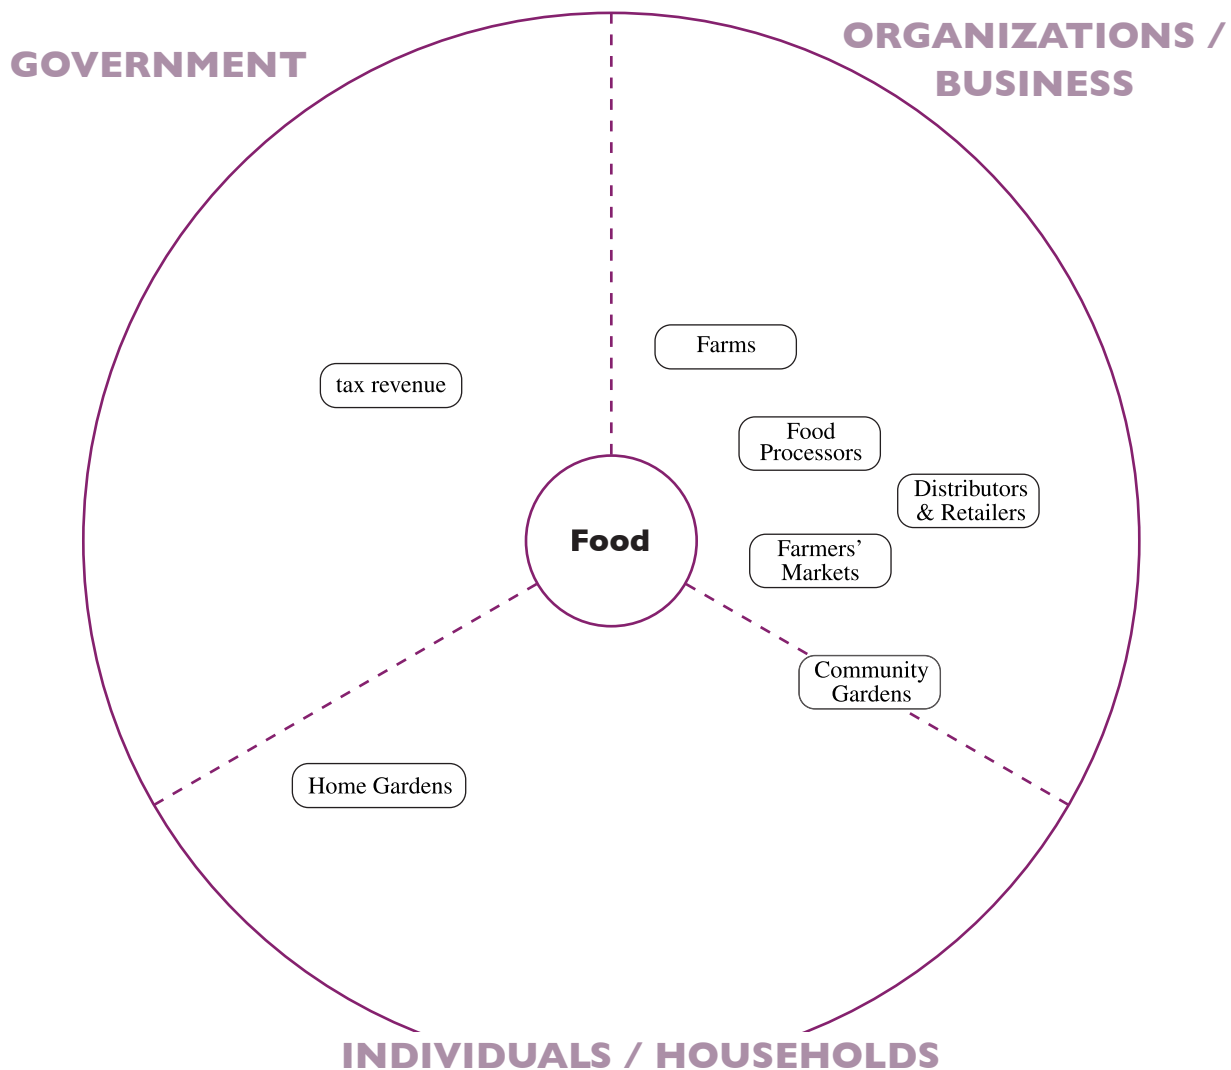 GOVERNMENT
ORGANIZATIONS /
BUSINESS
Farms
tax revenue
Food
Processors
Distributors
& Retailers
Food
Farmers’
Markets
Community
Gardens
Home Gardens
INDIVIDUALS / HOUSEHOLDS